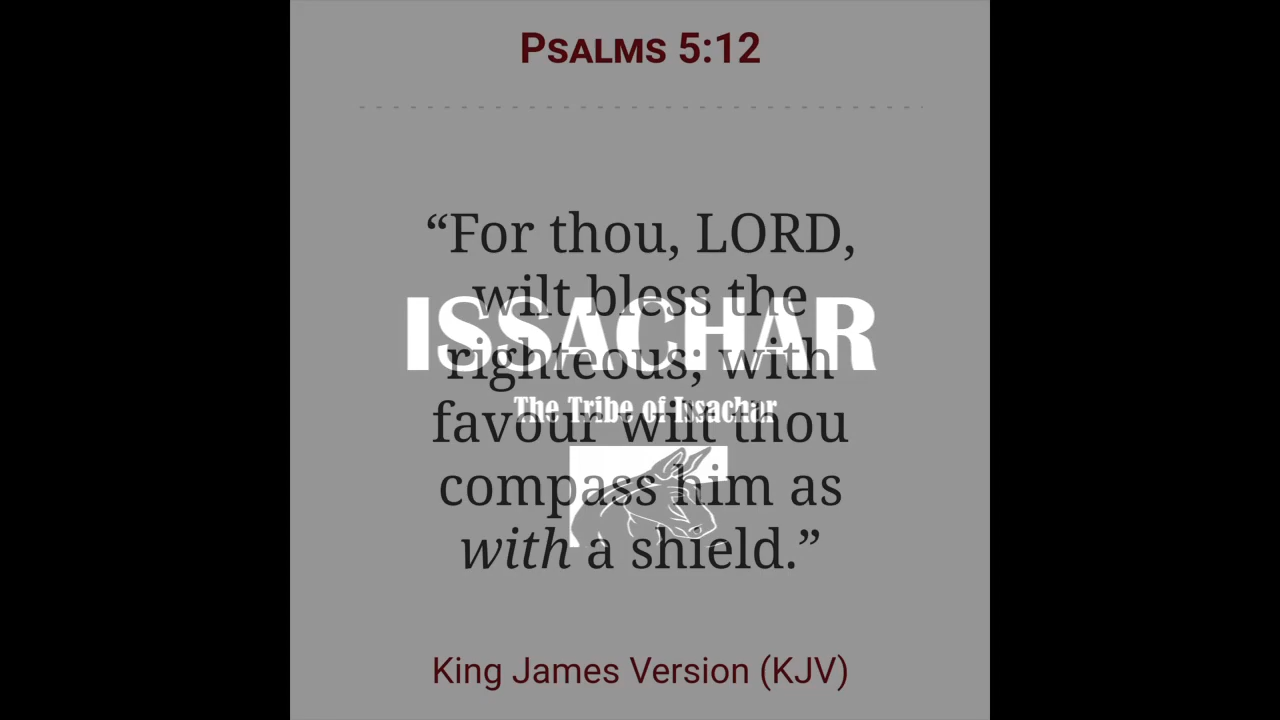 PSALMS 5:12
“For thou, LORD,
wilt bless the
ISSACHAR
righteous; with
The Tribe of Issachar
favour wilt thou
compass him as
with a shield.”
King James Version (KJV)